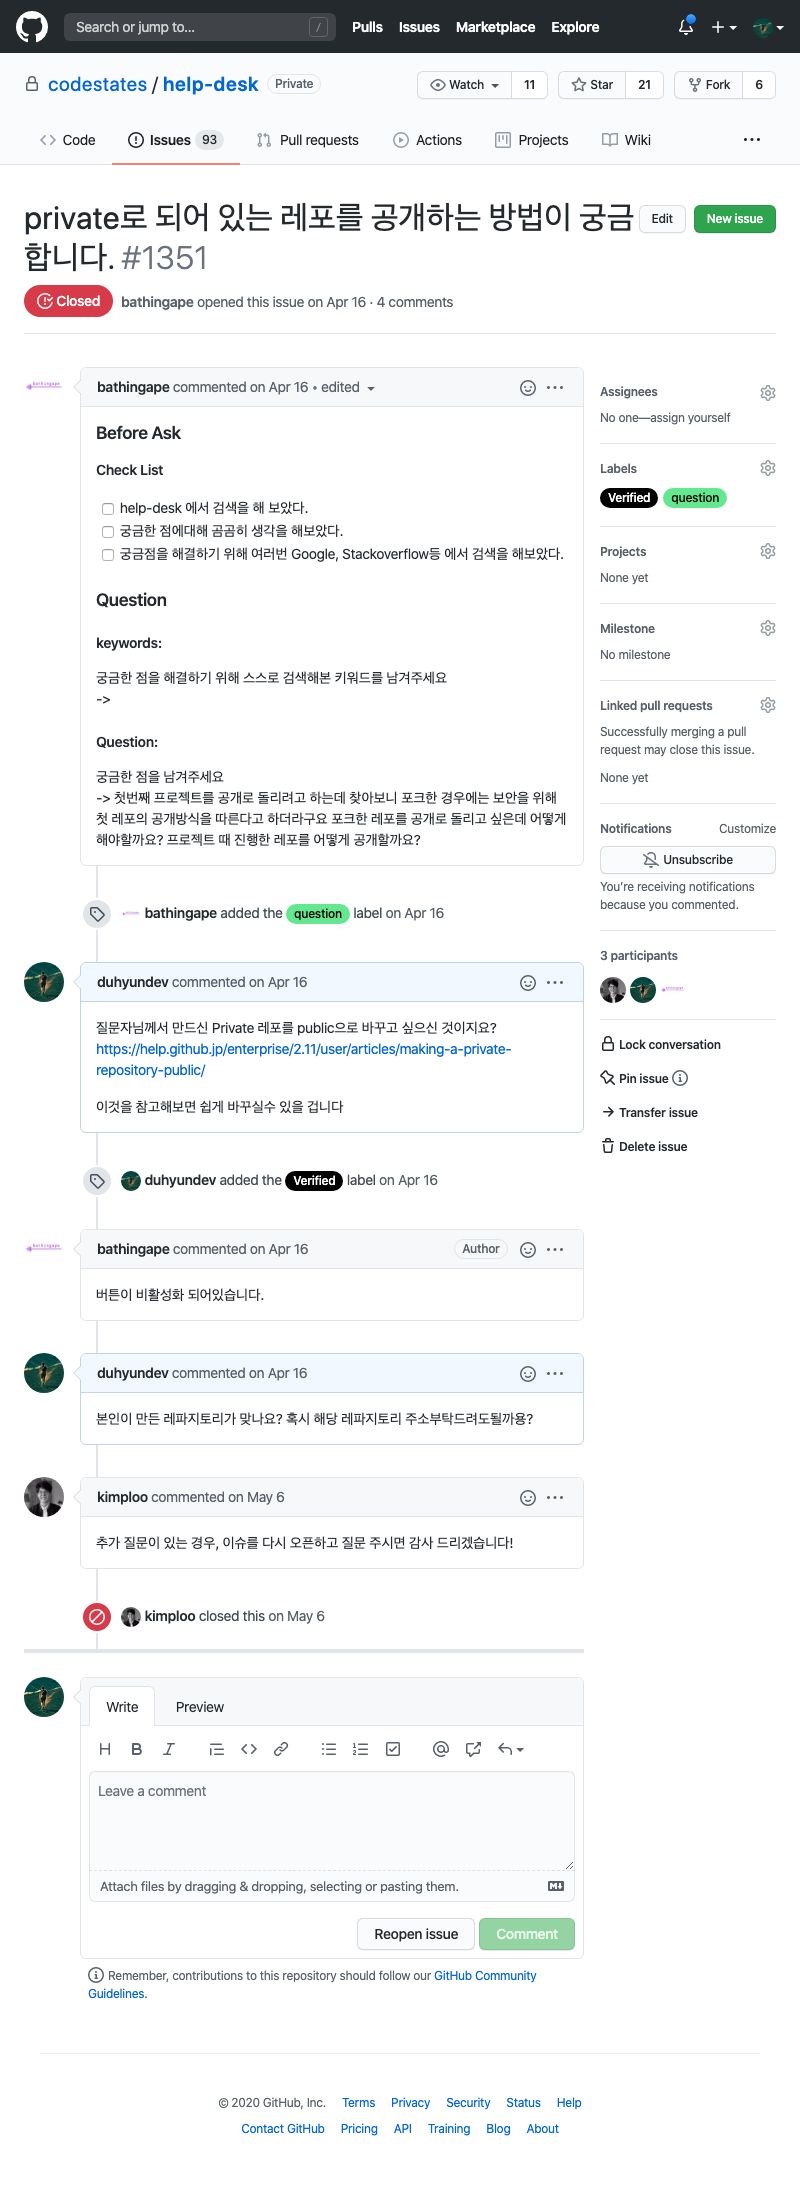 Search or jump to... /
Pulls Issues Marketplace Explore
codestates / help-desk Private
Watch 11 Star 21 Fork 6
Code Issues 93 Pull requests Actions Projects Wiki
private로 되어 있는 레포를 공개하는 방법이 궁금
합니다. #1351
Edit New issue
Closed bathingape opened this issue on Apr 16 · 4 comments
bathingape commented on Apr 16 • edited
Before Ask
Check List
help-desk 에서 검색을 해 보았다.
궁금한 점에대해 곰곰히 생각을 해보았다.
궁금점을 해결하기 위해 여러번 Google, Stackoverflow등 에서 검색을 해보았다.
Question
keywords:
궁금한 점을 해결하기 위해 스스로 검색해본 키워드를 남겨주세요
->
Question:
궁금한 점을 남겨주세요
-> 첫번째 프로젝트를 공개로 돌리려고 하는데 찾아보니 포크한 경우에는 보안을 위해
첫 레포의 공개방식을 따른다고 하더라구요 포크한 레포를 공개로 돌리고 싶은데 어떻게
해야할까요? 프로젝트 때 진행한 레포를 어떻게 공개할까요?
bathingape added the question label on Apr 16
duhyundev commented on Apr 16
질문자님께서 만드신 Private 레포를 public으로 바꾸고 싶으신 것이지요?
https://help.github.jp/enterprise/2.11/user/articles/making-a-private-
repository-public/
이것을 참고해보면 쉽게 바꾸실수 있을 겁니다
duhyundev added the Verified label on Apr 16
bathingape commented on Apr 16 Author
버튼이 비활성화 되어있습니다.
duhyundev commented on Apr 16
본인이 만든 레파지토리가 맞나요? 혹시 해당 레파지토리 주소부탁드려도될까용?
kimploo commented on May 6
추가 질문이 있는 경우, 이슈를 다시 오픈하고 질문 주시면 감사 드리겠습니다!
kimploo closed this on May 6
Write Preview
Leave a comment
Attach files by dragging & dropping, selecting or pasting them.
Reopen issue Comment
Remember, contributions to this repository should follow our GitHub Community
Guidelines.
Assignees
No one—assign yourself
Labels
Verified question
Projects
None yet
Milestone
No milestone
Linked pull requests
Successfully merging a pull
request may close this issue.
None yet
Notifications Customize
Unsubscribe
You're receiving notifications
because you commented.
3 participants
Lock conversation
Pin issue
Transfer issue
Delete issue
© 2020 GitHub, Inc. Terms Privacy Security Status Help
Contact GitHub Pricing API Training Blog About